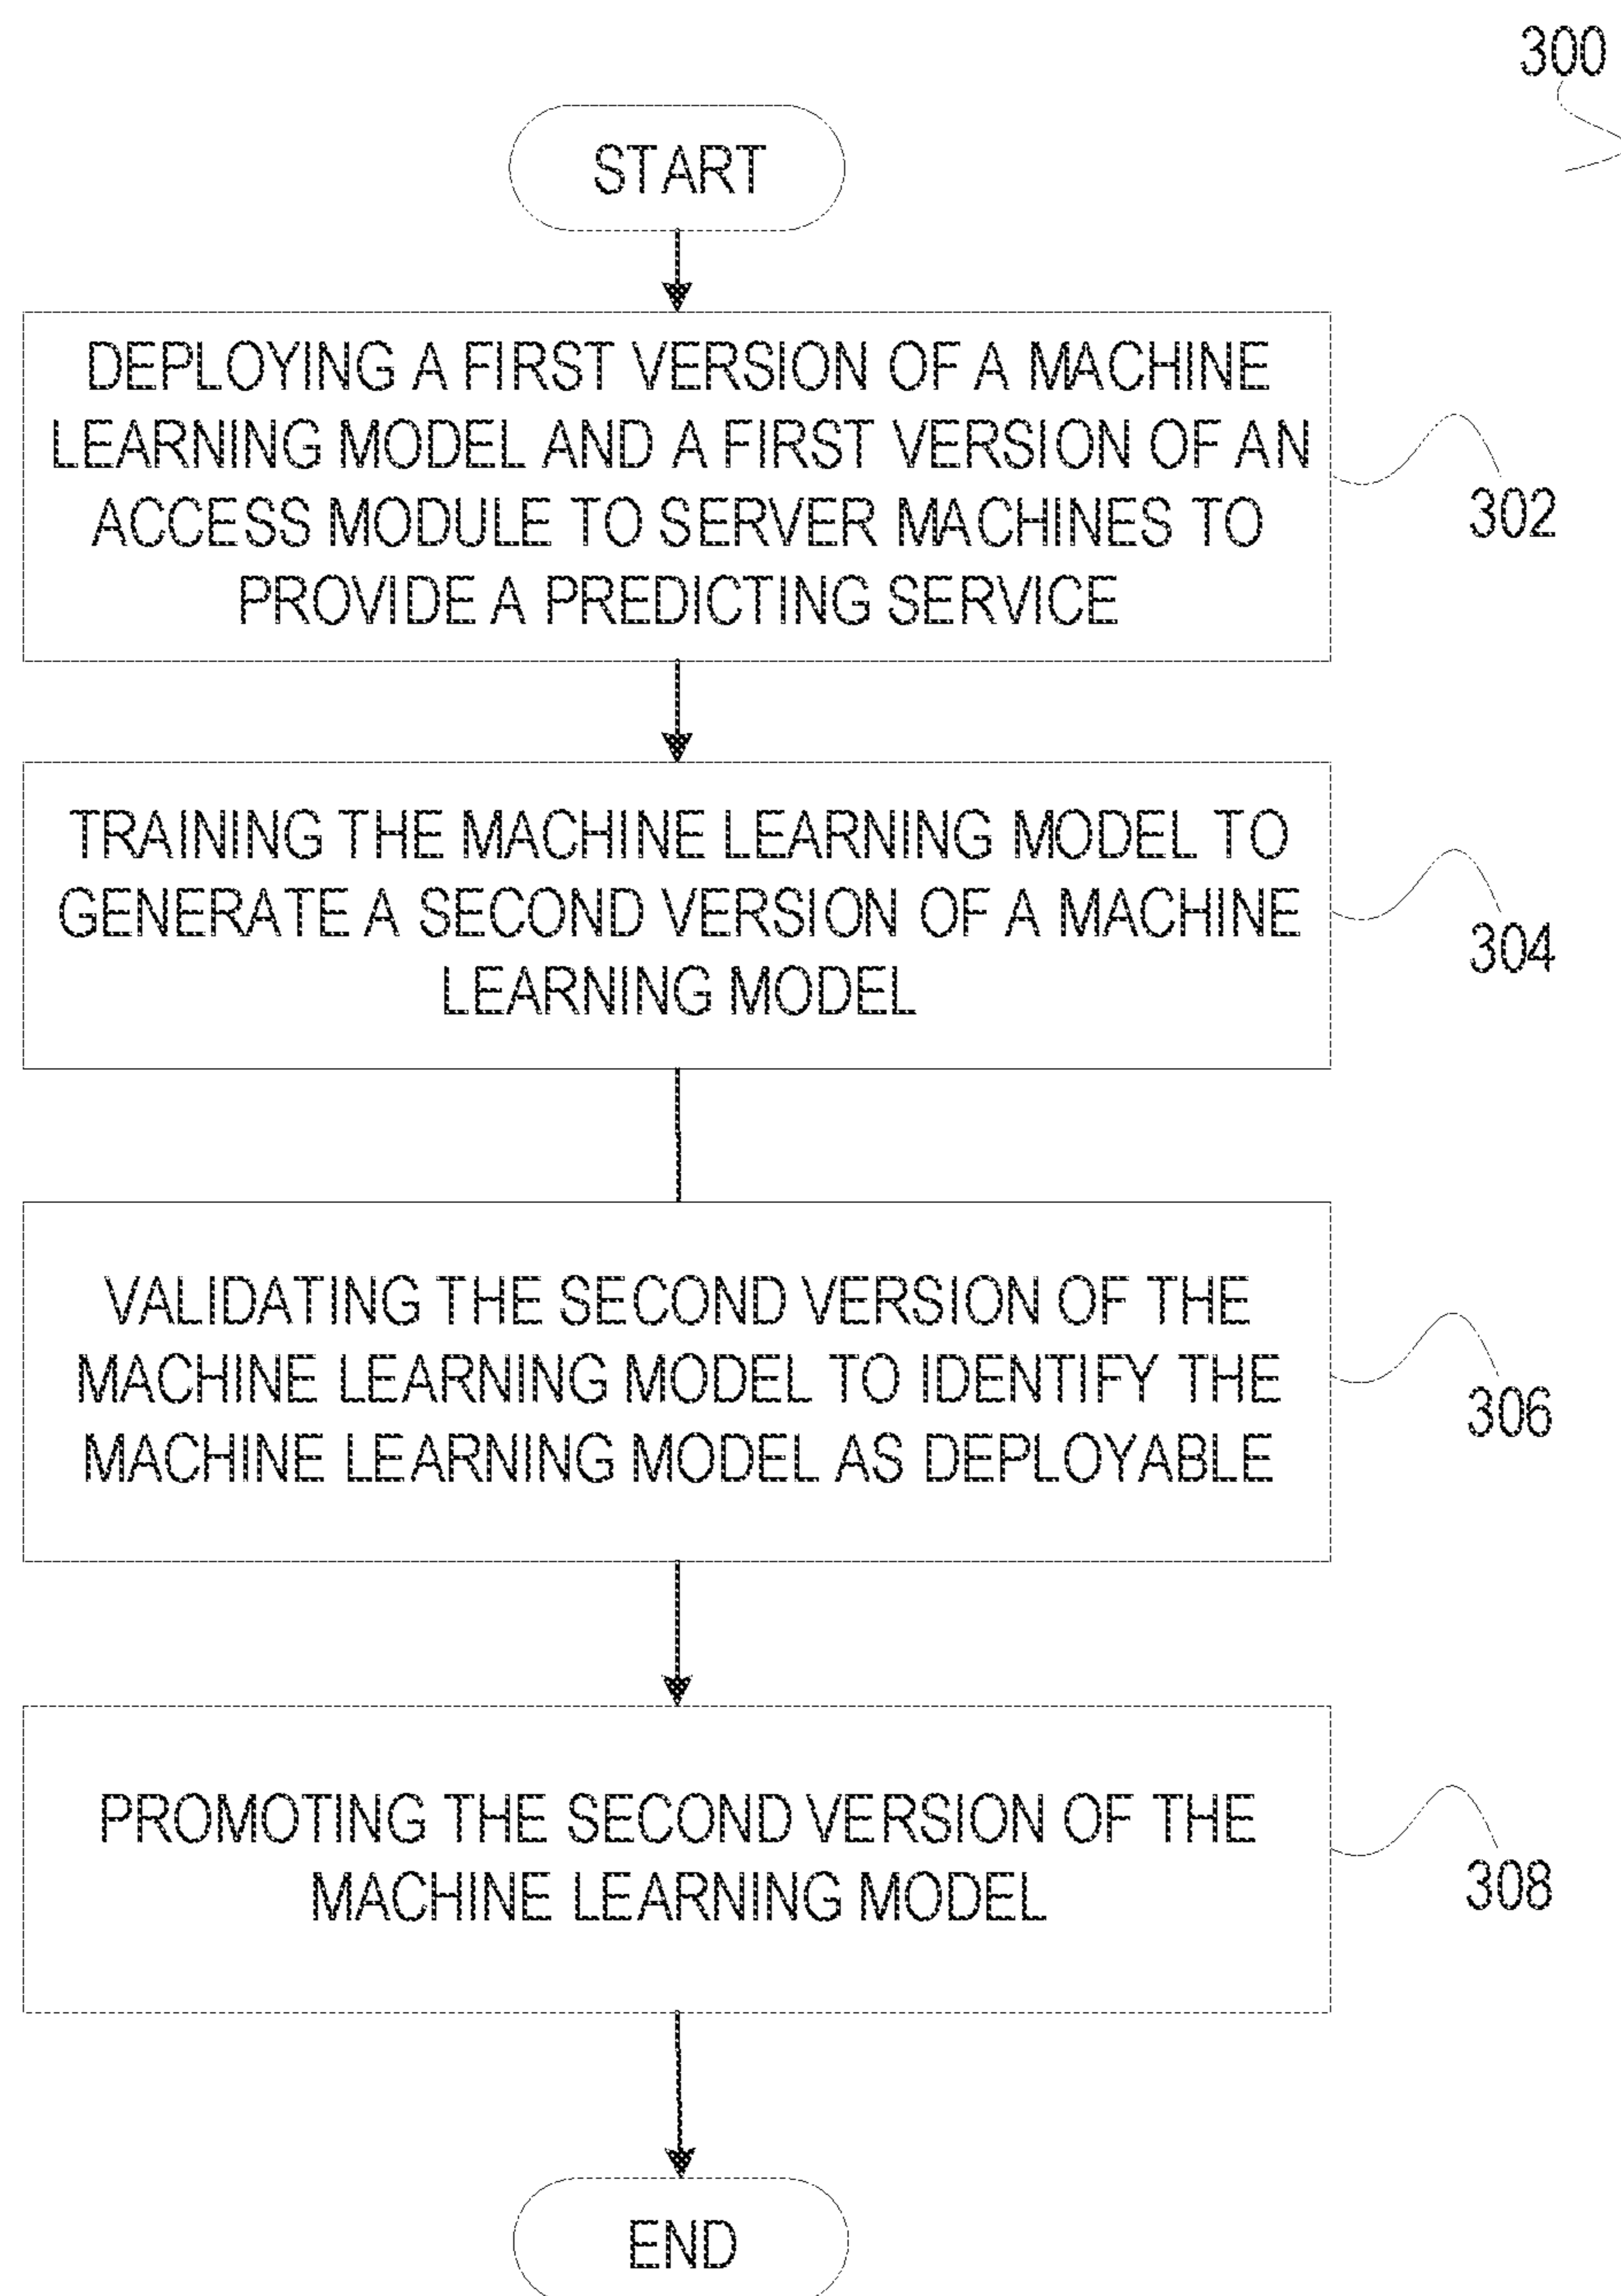 300
START
DEPLOYING A FIRST VERSION OF A MACHINE
LEARNING MODEL AND A FIRST VERSION OF AN
ACCESS MODULE TO SERVER MACHINES TO
PROVIDE A PREDICTING SERVICE
302
TRAINING THE MACHINE LEARNING MODEL TO
GENERATE A SECOND VERSION OF A MACHINE
LEARNING MODEL
304
VALIDATING THE SECOND VERSION OF THE
MACHINE LEARNING MODEL TO IDENTIFY THE
MACHINE LEARNING MODEL AS DEPLOYABLE
306
PROMOTING THE SECOND VERSION OF THE
MACHINE LEARNING MODEL
308
END